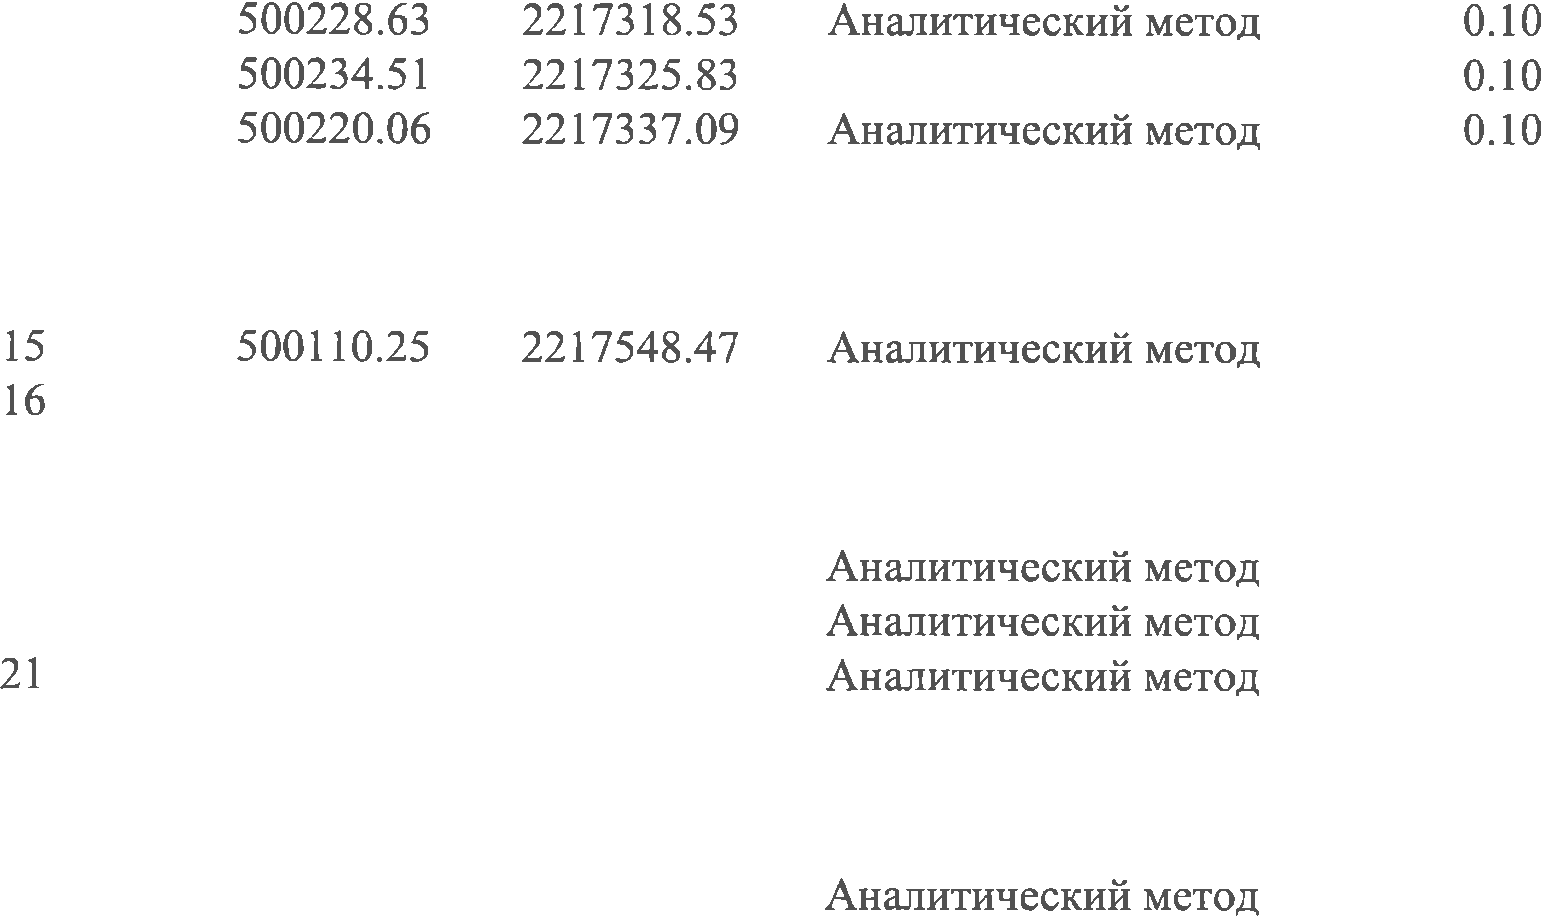 500228.63 2217318.53 Аналитический метод 0.10
500234.51 2217325.83 0.10
500220.06 2217337.09 Аналитический метод 0.10
15 500110.25 2217548.47 Аналитический метод
16
Аналитический метод
Аналитический метод
21 Аналитический метод
Аналитический метод